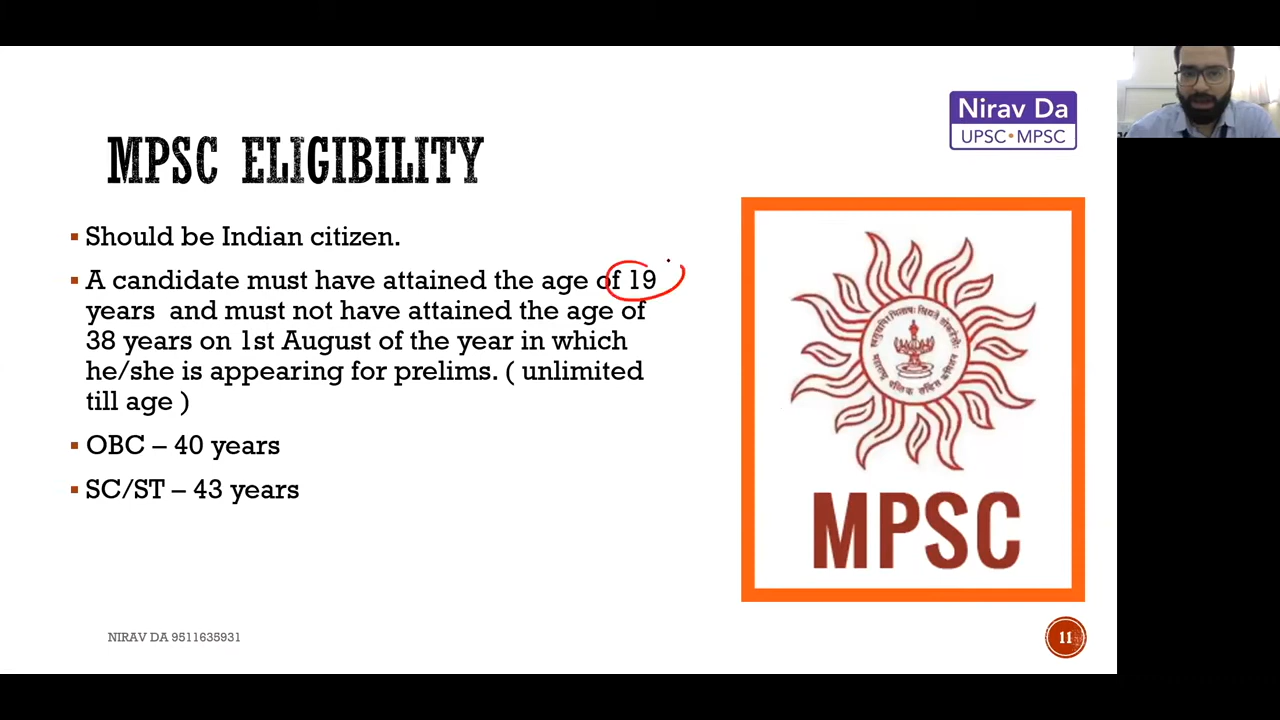 Nirav Da
UPSC • MPSC
MPSC ELIGIBILITY
▪ Should be Indian citizen.
▪ A candidate must have attained the age of 19
years and must not have attained the age of
38 years on 1st August of the year in which
he/she is appearing for prelims. ( unlimited
till age )
▪ OBC – 40 years
▪ SC/ST – 43 years
MPSC
NIRAV DA 9511635931
11